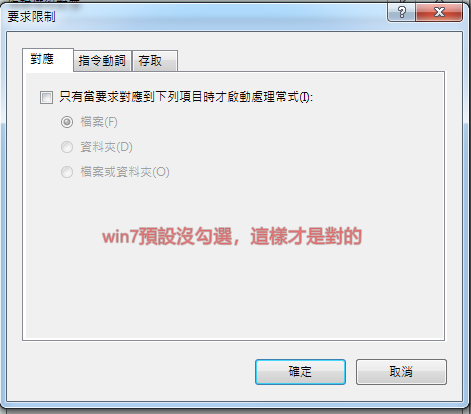 要求限制
對應
指令動詞
存取
只有當要求對應到下列項目時才啟動處理常式(I):
檔案(F)
資料夾(D)
檔案或資料夾(O)
win7預設沒勾選，這樣才是對的
確定
取消